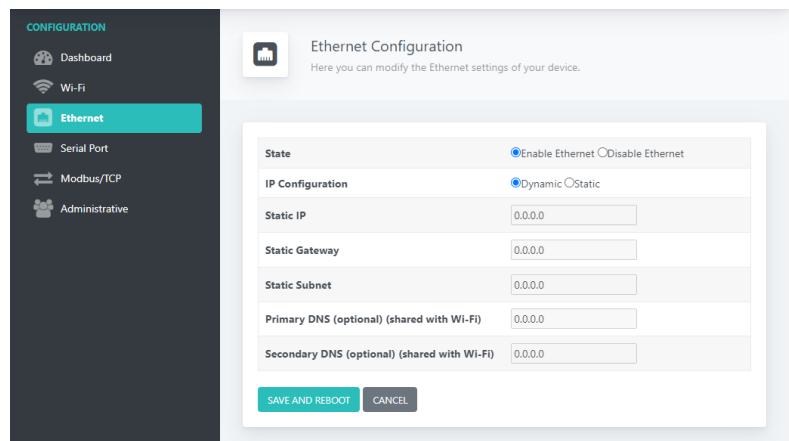 CONFIGURATION
Dashboard
Wi-Fi
Ethernet
Serial Port
Modbus/TCP
Administrative
Ethernet Configuration
Here you can modify the Ethernet settings of your device.
State Enable Ethernet Disable Ethernet
IP Configuration Dynamic Static
Static IP 0.0.0.0
Static Gateway 0.0.0.0
Static Subnet 0.0.0.0
Primary DNS (optional) (shared with Wi-Fi) 0.0.0.0
Secondary DNS (optional) (shared with Wi-Fi) 0.0.0.0
SAVE AND REBOOT CANCEL